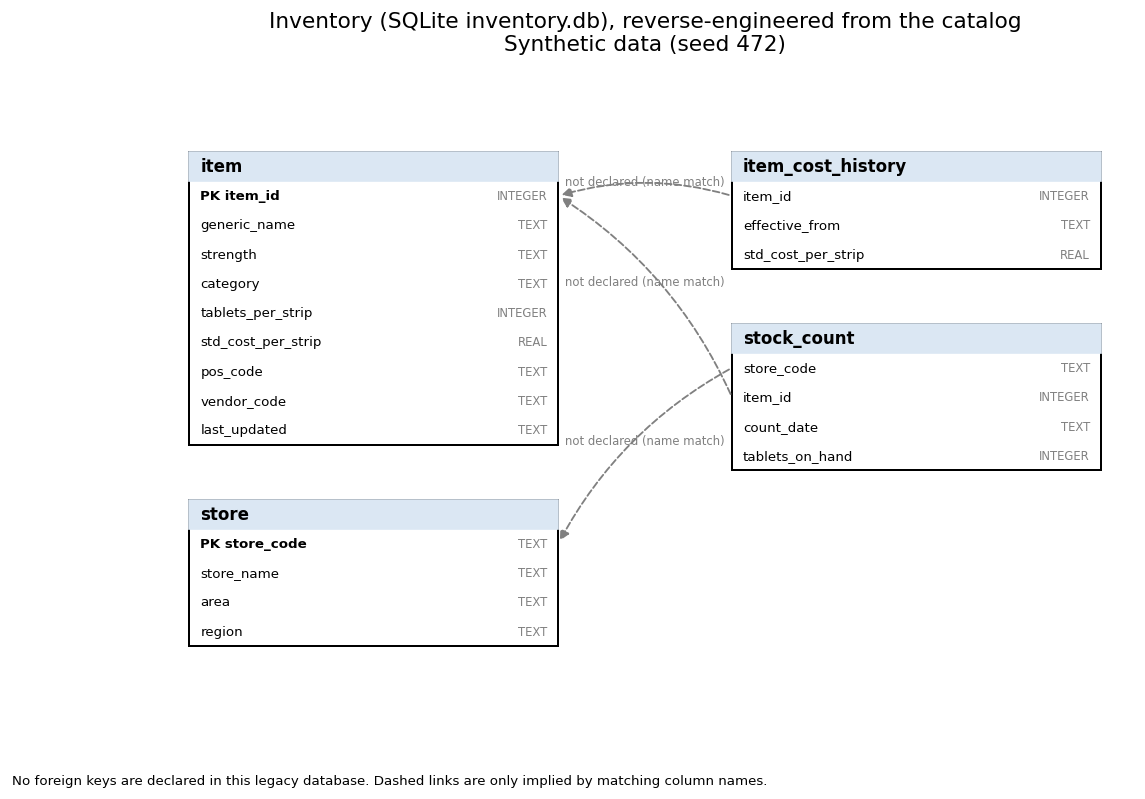 Inventory (SQLite inventory.db), reverse-engineered from the catalog
Synthetic data (seed 472)
item
PK item_id INTEGER
generic_name TEXT
strength TEXT
category TEXT
tablets_per_strip INTEGER
std_cost_per_strip REAL
pos_code TEXT
vendor_code TEXT
last_updated TEXT
not declared (name match)
not declared (name match)
not declared (name match)
item_cost_history
item_id INTEGER
effective_from TEXT
std_cost_per_strip REAL
stock_count
store_code TEXT
item_id INTEGER
count_date TEXT
tablets_on_hand INTEGER
store
PK store_code TEXT
store_name TEXT
area TEXT
region TEXT
No foreign keys are declared in this legacy database. Dashed links are only implied by matching column names.